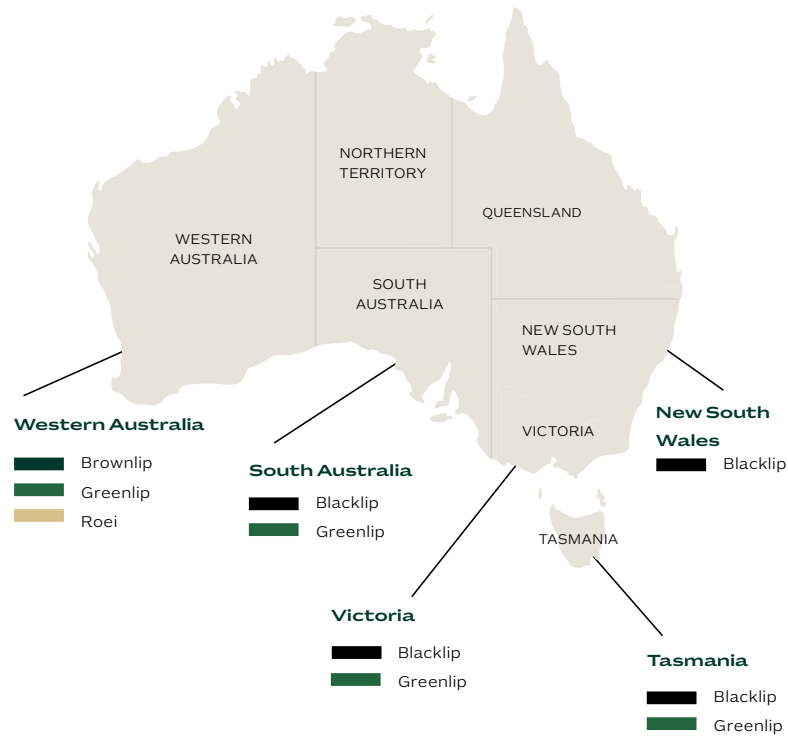 NORTHERN
TERRITORY
QUEENSLAND
WESTERN
AUSTRALIA
SOUTH
AUSTRALIA
NEW SOUTH
WALES
VICTORIA
TASMANIA
Western Australia
Brownlip
Greenlip
Roei
South Australia
Blacklip
Greenlip
New South
Wales
Blacklip
Victoria
Blacklip
Greenlip
Tasmania
Blacklip
Greenlip